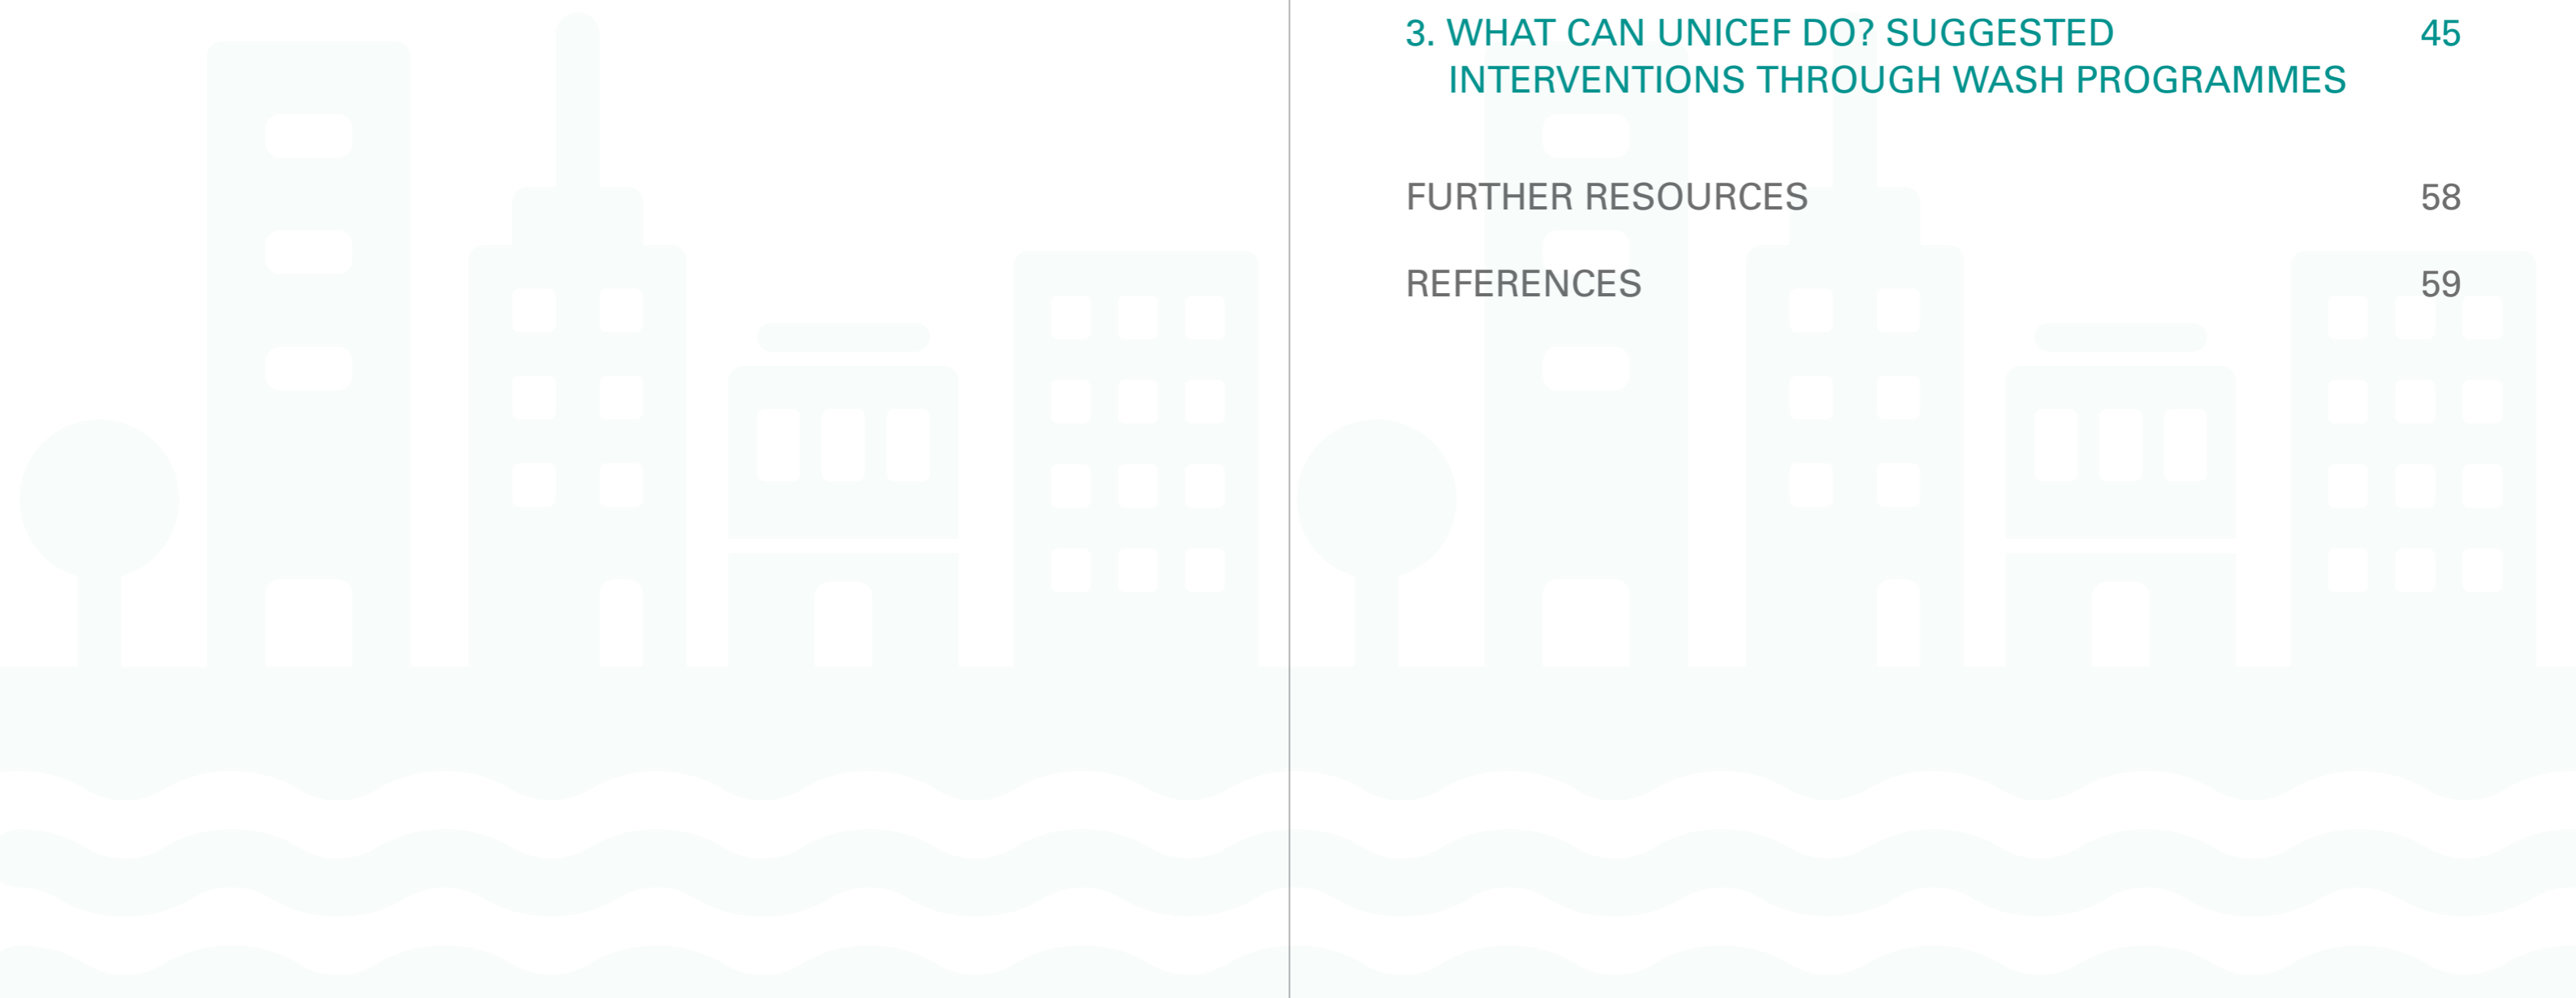 3. WHAT CAN UNICEF DO? SUGGESTED 45
INTERVENTIONS THROUGH WASH PROGRAMMES
FURTHER RESOURCES 58
REFERENCES 59